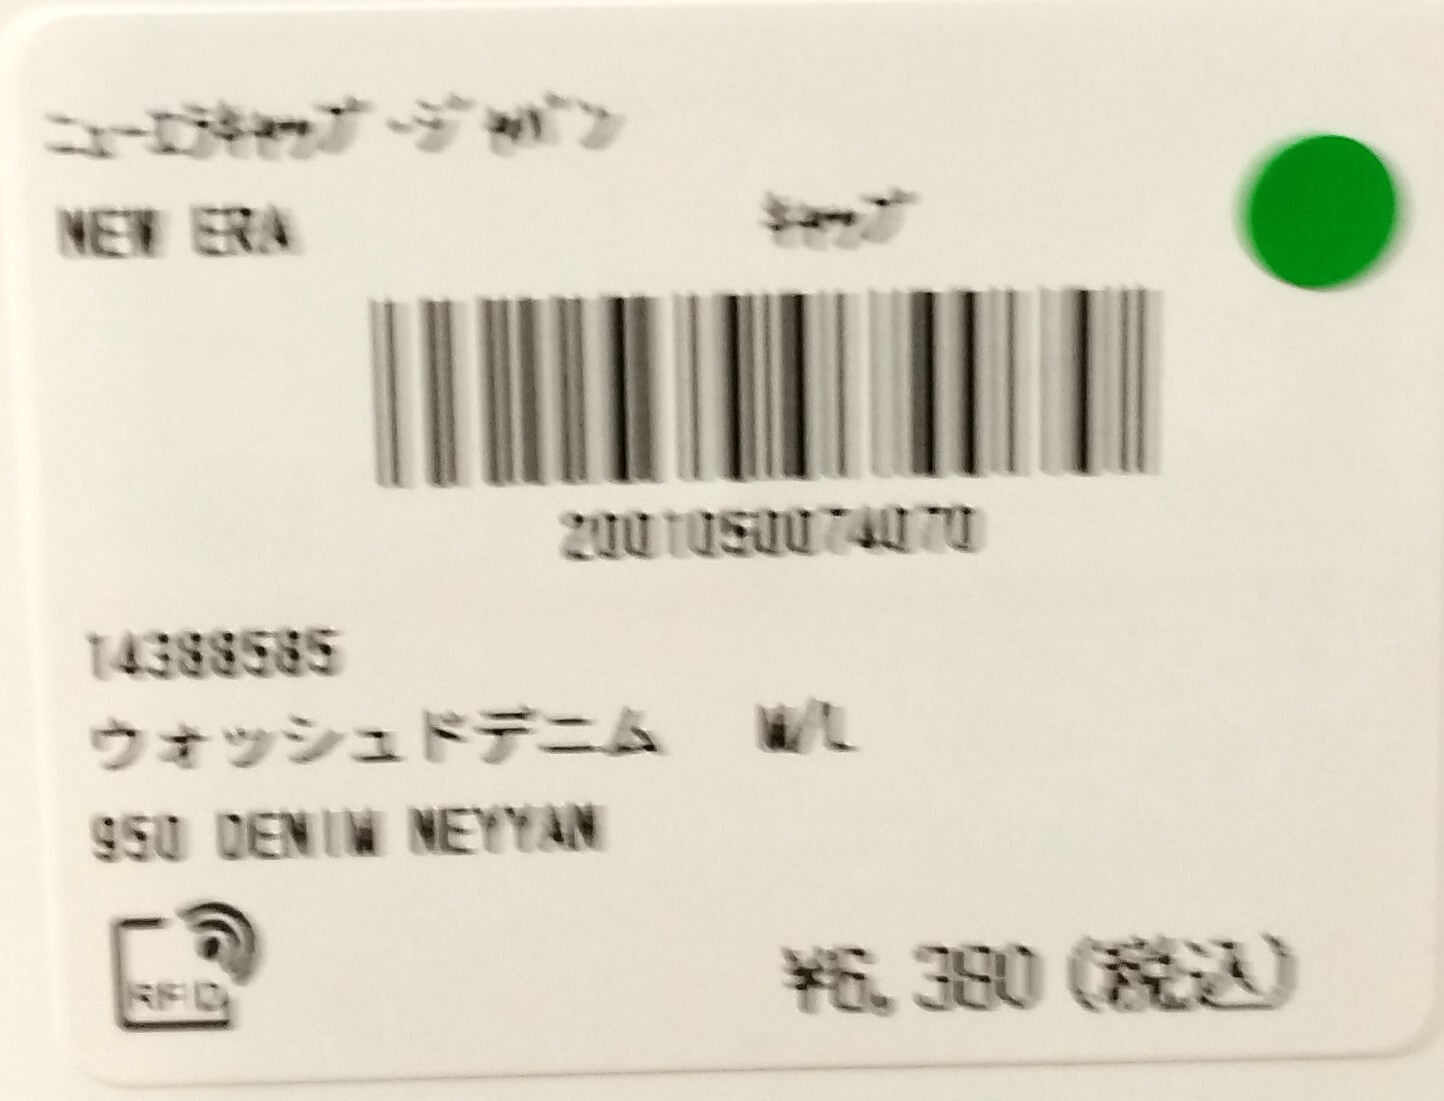 ニューエラキャップ・ジャパン
NEW ERA キャップ
2001050074070
14388585
ウォッシュドデニム W/L
950 DENIM NEYYAN
RFID
¥6,380(税込)